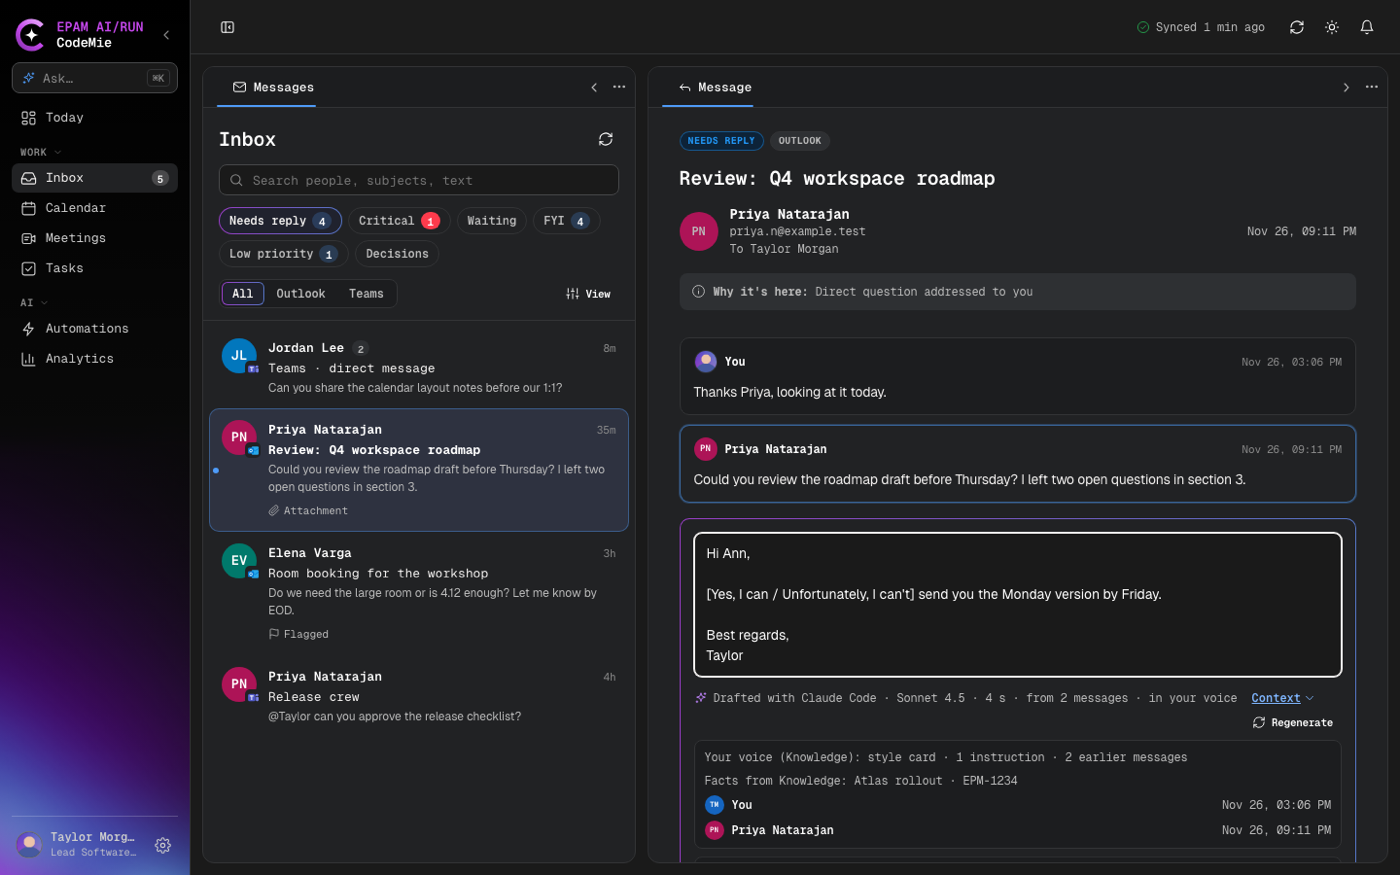 EPAM AI/RUN
CodeMie
Ask…
⌘K
Today
WORK
Inbox
5
Calendar
Meetings
Tasks
AI
Automations
Analytics
Taylor Morg…
Lead Software…
Synced 1 min ago
Messages
Inbox
Search people, subjects, text
Needs reply 4
Critical 1
Waiting
FYI 4
Low priority 1
Decisions
All
Outlook
Teams
View
JL
Jordan Lee 2
8m
Teams · direct message
Can you share the calendar layout notes before our 1:1?
PN
Priya Natarajan
35m
Review: Q4 workspace roadmap
Could you review the roadmap draft before Thursday? I left two
open questions in section 3.
Attachment
EV
Elena Varga
3h
Room booking for the workshop
Do we need the large room or is 4.12 enough? Let me know by
EOD.
Flagged
PN
Priya Natarajan
4h
Release crew
@Taylor can you approve the release checklist?
Message
NEEDS REPLY
OUTLOOK
Review: Q4 workspace roadmap
PN
Priya Natarajan
priya.n@example.test
To Taylor Morgan
Nov 26, 09:11 PM
Why it's here: Direct question addressed to you
You
Nov 26, 03:06 PM
Thanks Priya, looking at it today.
PN
Priya Natarajan
Nov 26, 09:11 PM
Could you review the roadmap draft before Thursday? I left two open questions in section 3.
Hi Ann,
[Yes, I can / Unfortunately, I can't] send you the Monday version by Friday.
Best regards,
Taylor
Drafted with Claude Code · Sonnet 4.5 · 4 s · from 2 messages · in your voice
Context
Regenerate
Your voice (Knowledge): style card · 1 instruction · 2 earlier messages
Facts from Knowledge: Atlas rollout · EPM-1234
TM
You
Nov 26, 03:06 PM
PN
Priya Natarajan
Nov 26, 09:11 PM